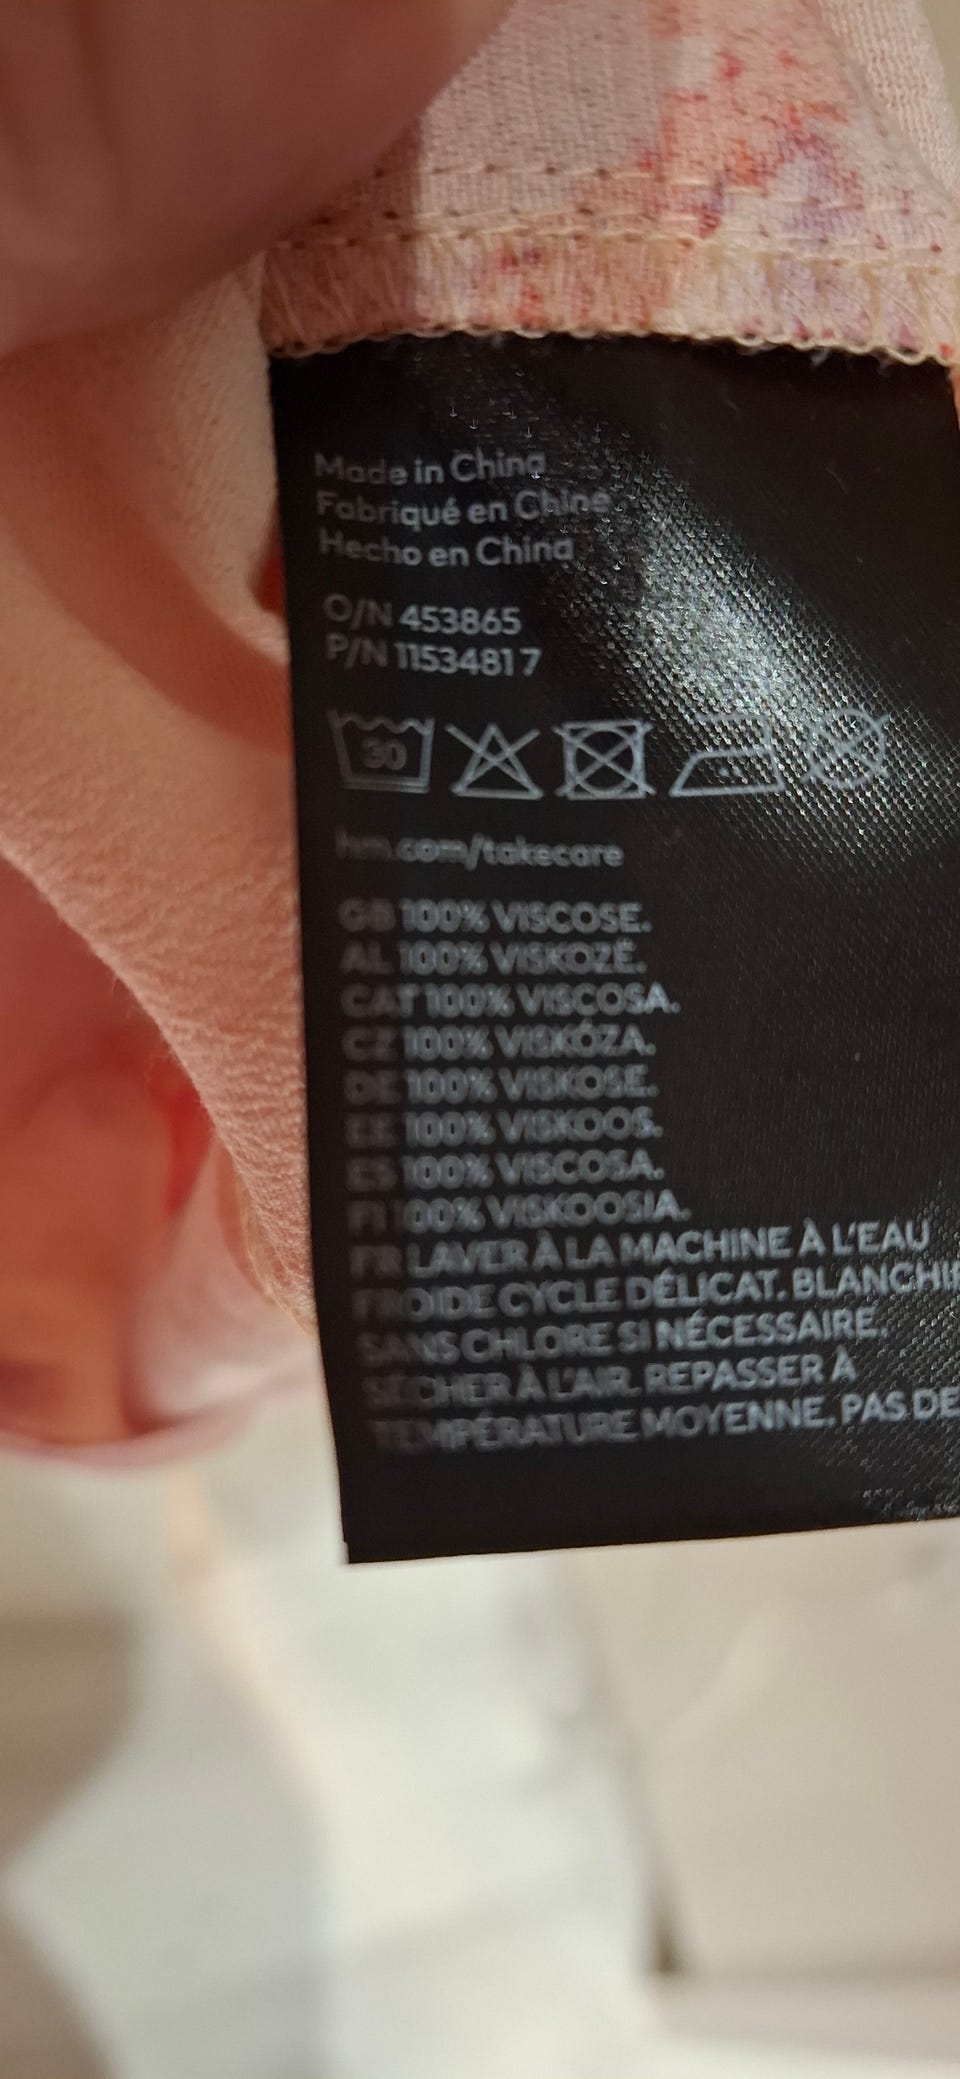 Made in China
Fabriqué en Chine
Hecho en China
O/N 453865
P/N 11534817
30
hm.com/takecare
GB 100% VISCOSE.
AL 100% VISKOZË.
CAT 100% VISCOSA.
CZ 100% VISKÓZA.
DE 100% VISKOSE.
EE 100% VISKOOS.
ES 100% VISCOSA.
FI 100% VISKOOSIA.
FR LAVER À LA MACHINE À L'EAU
FROIDE CYCLE DÉLICAT. BLANCHIR
SANS CHLORE SI NÉCESSAIRE.
SÉCHER À L'AIR. REPASSER À
TEMPÉRATURE MOYENNE. PAS DE